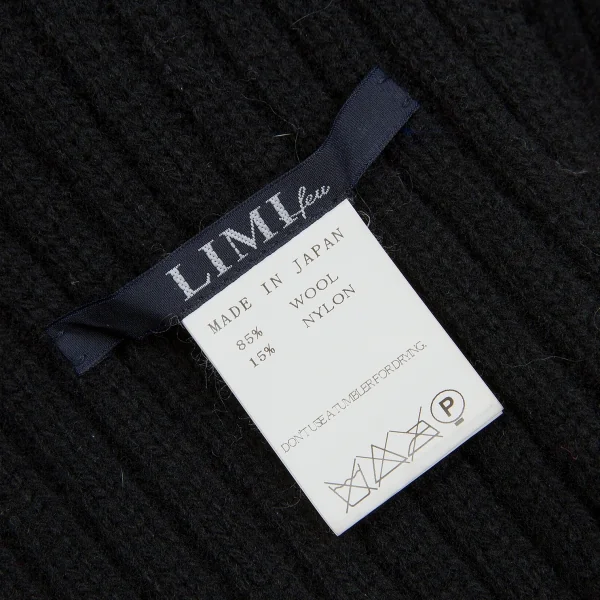 LIMI feu
MADE IN JAPAN
85% WOOL
15% NYLON
DON'T USE A TUMBLER FOR DRYING.
P